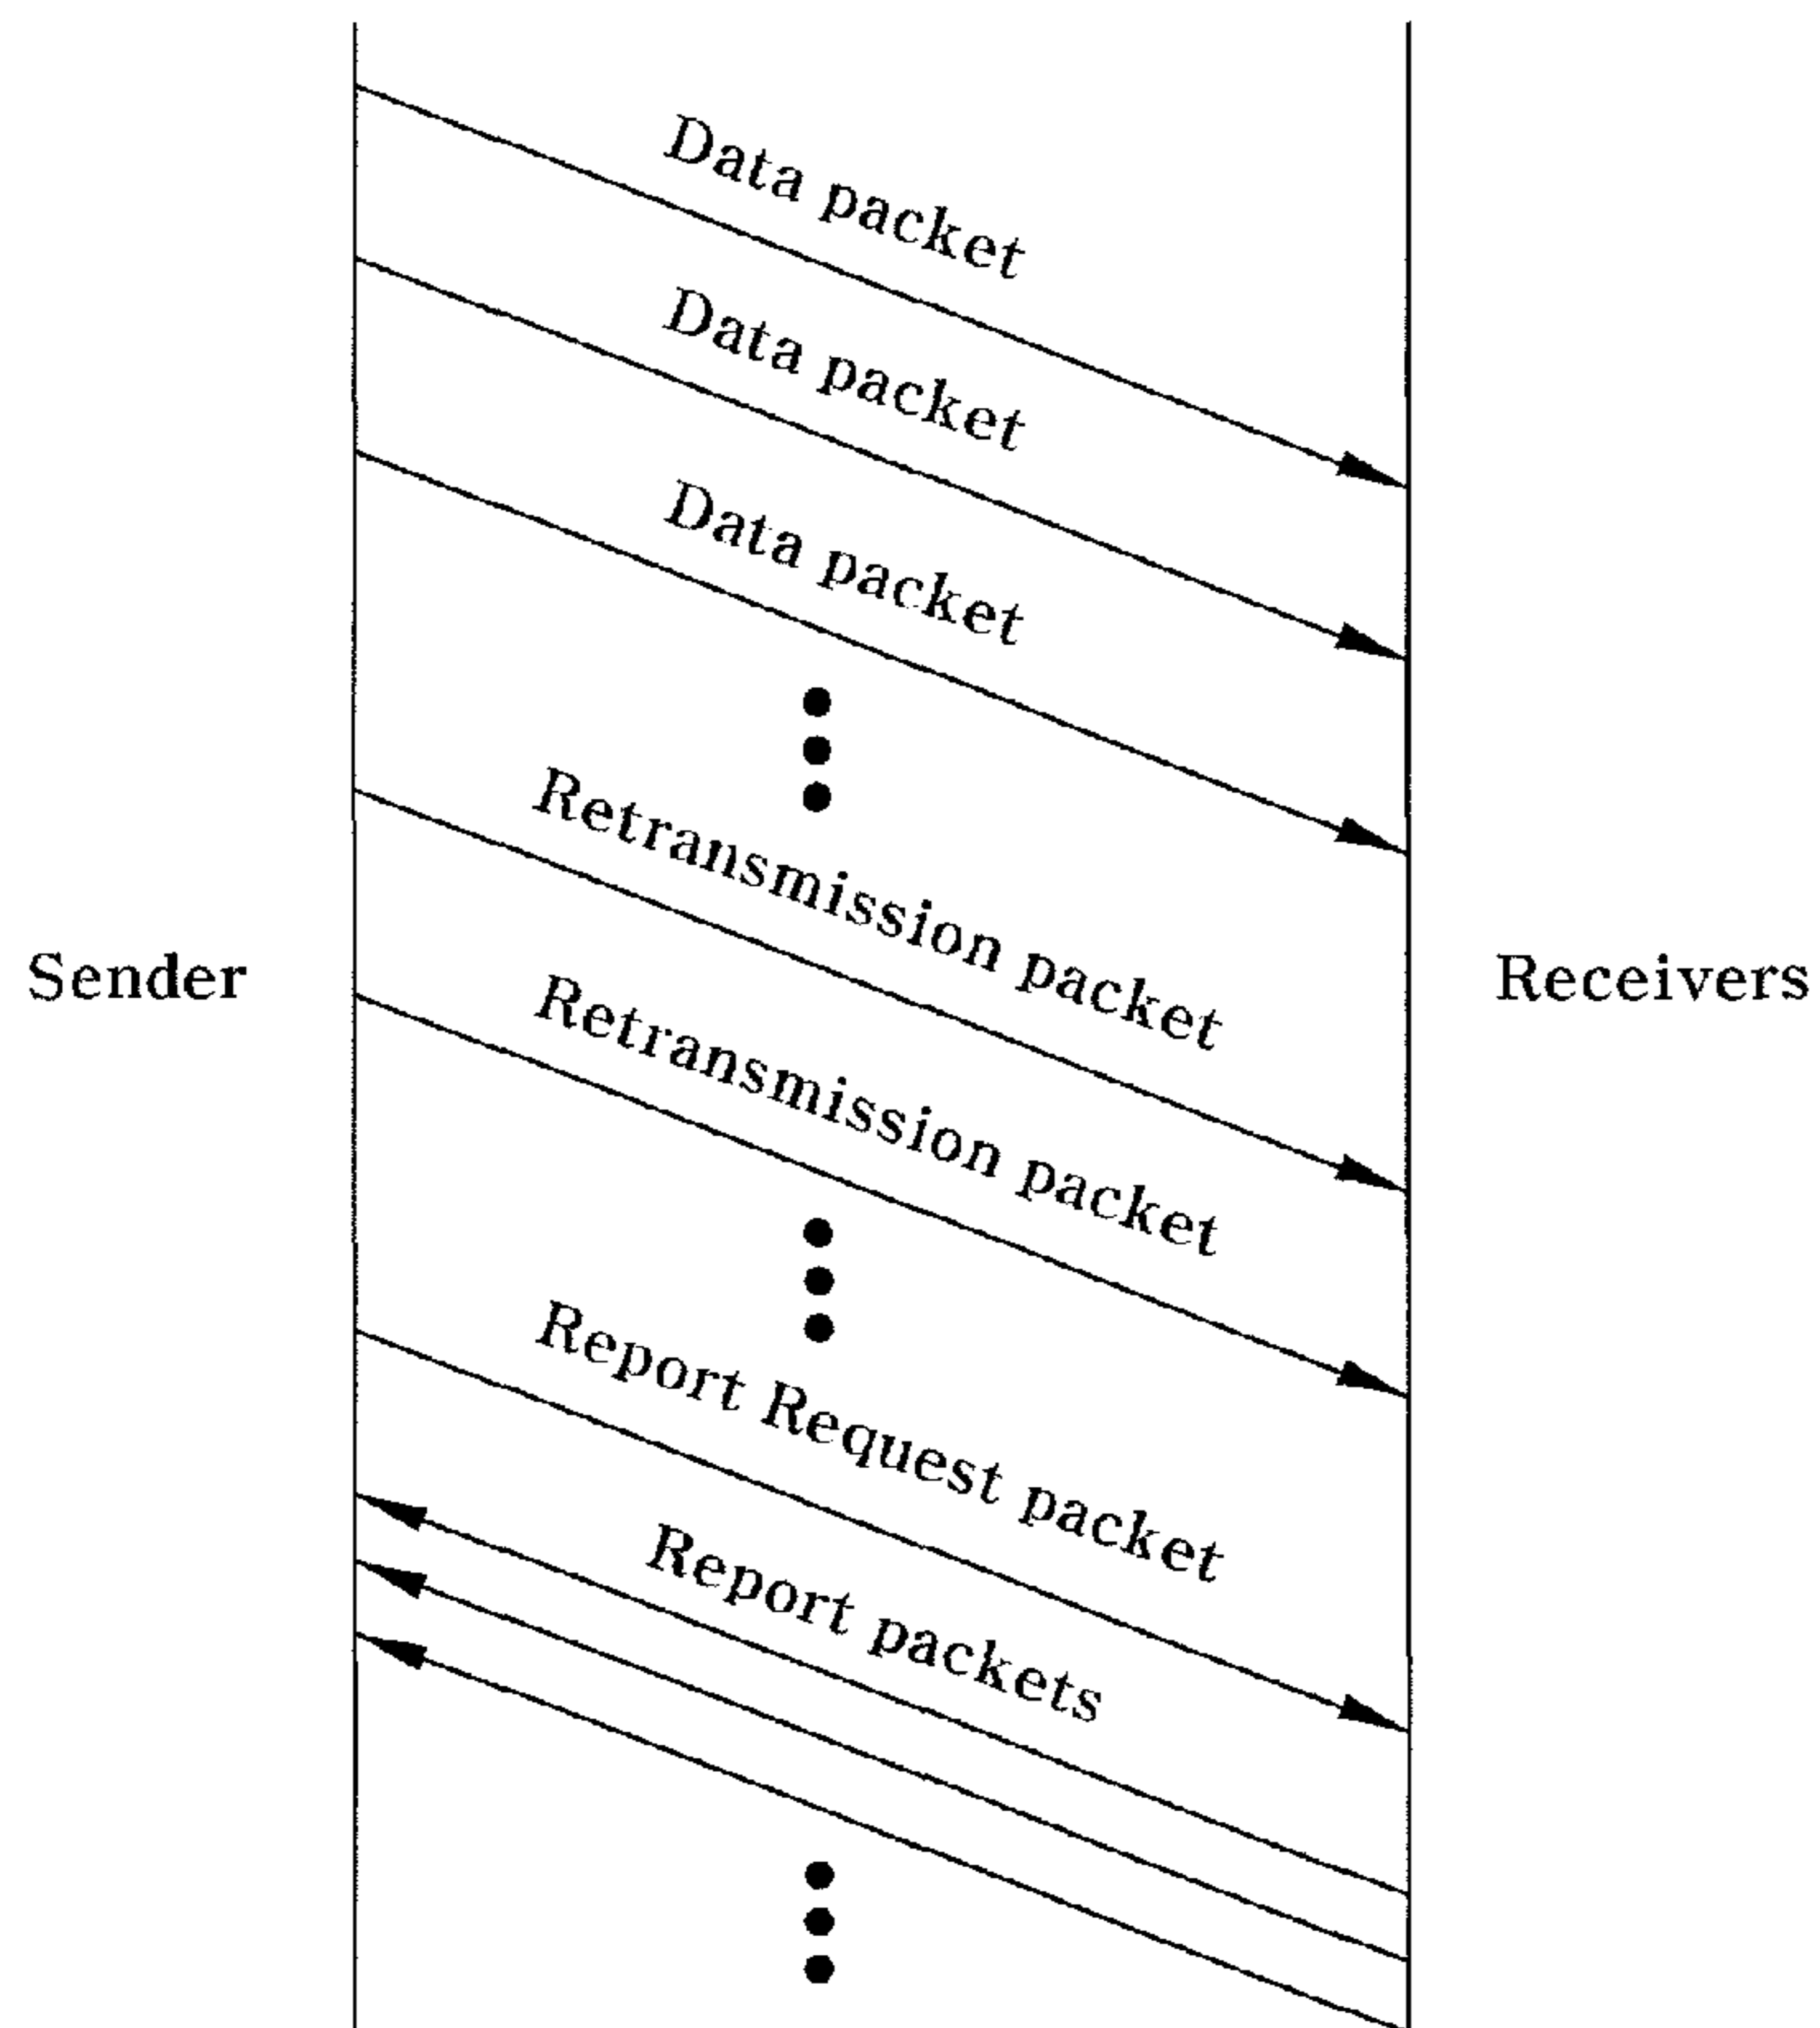 Data packet
Data packet
Data packet
Retransmission packet
Sender
Receivers
Retransmission packet
Report Request packet
Report packets